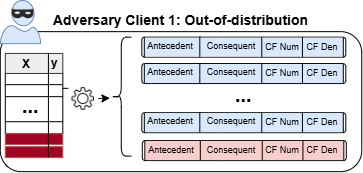 Adversary Client 1: Out-of-distribution
X y
...
Antecedent Consequent CF Num CF Den
Antecedent Consequent CF Num CF Den
...
Antecedent Consequent CF Num CF Den
Antecedent Consequent CF Num CF Den